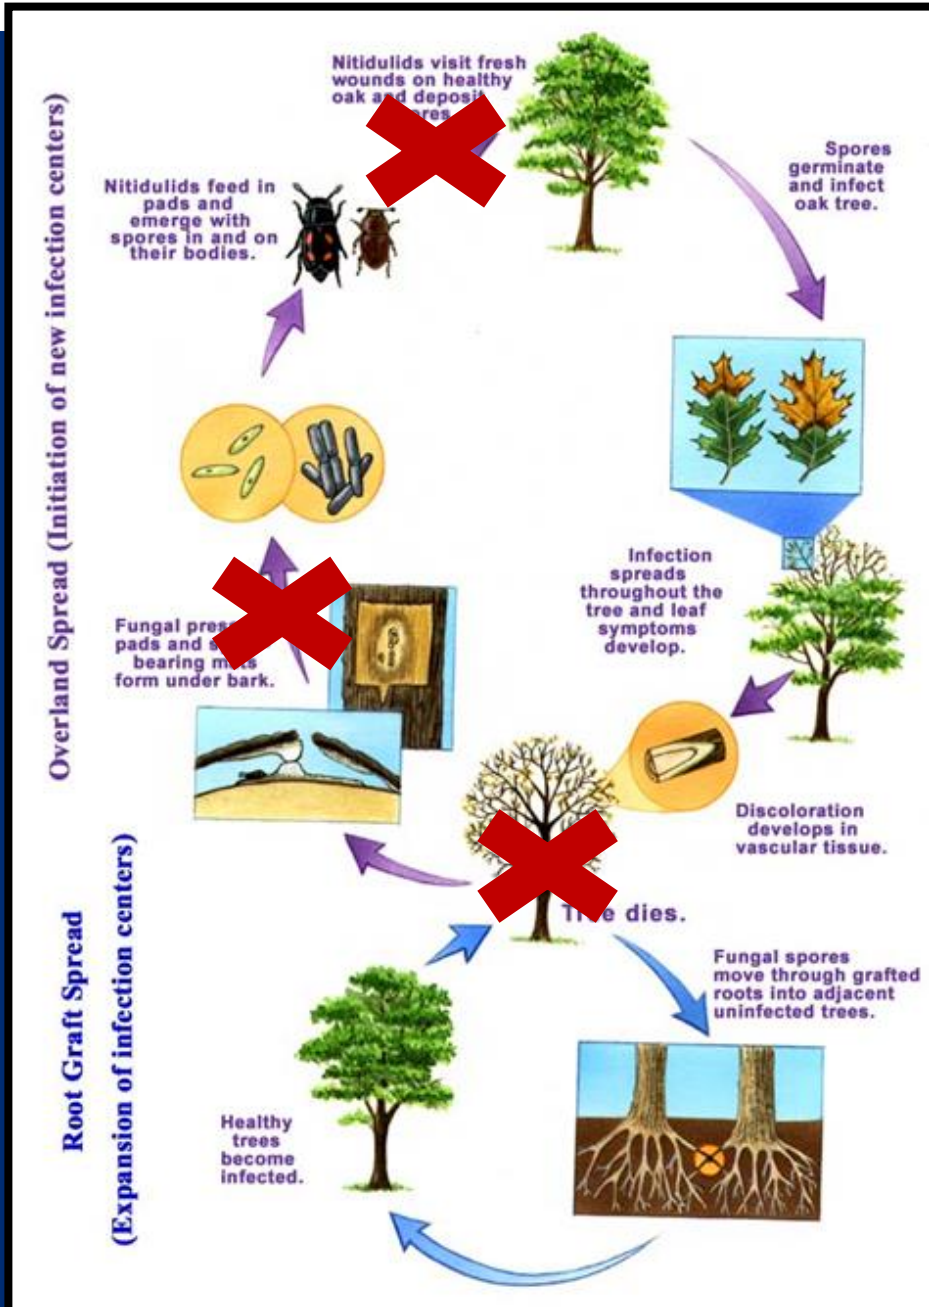 Nitidulids visit fresh
wounds on healthy
oak and deposit
Spores
germinate
and infect
oak tree.
Nitidulids feed in
pads and
emerge with
spores in and on
their bodies.
Overland Spread (Initiation of new infection centers)
Infection
spreads
throughout the
tree and leaf
symptoms
develop.
Fungal
pads and
bearing
form under bark.
Discoloration
develops in
vascular tissue.
dies.
Root Graft Spread
(Expansion of infection centers)
Fungal spores
move through grafted
roots into adjacent
uninfected trees.
Healthy
trees
become
infected.